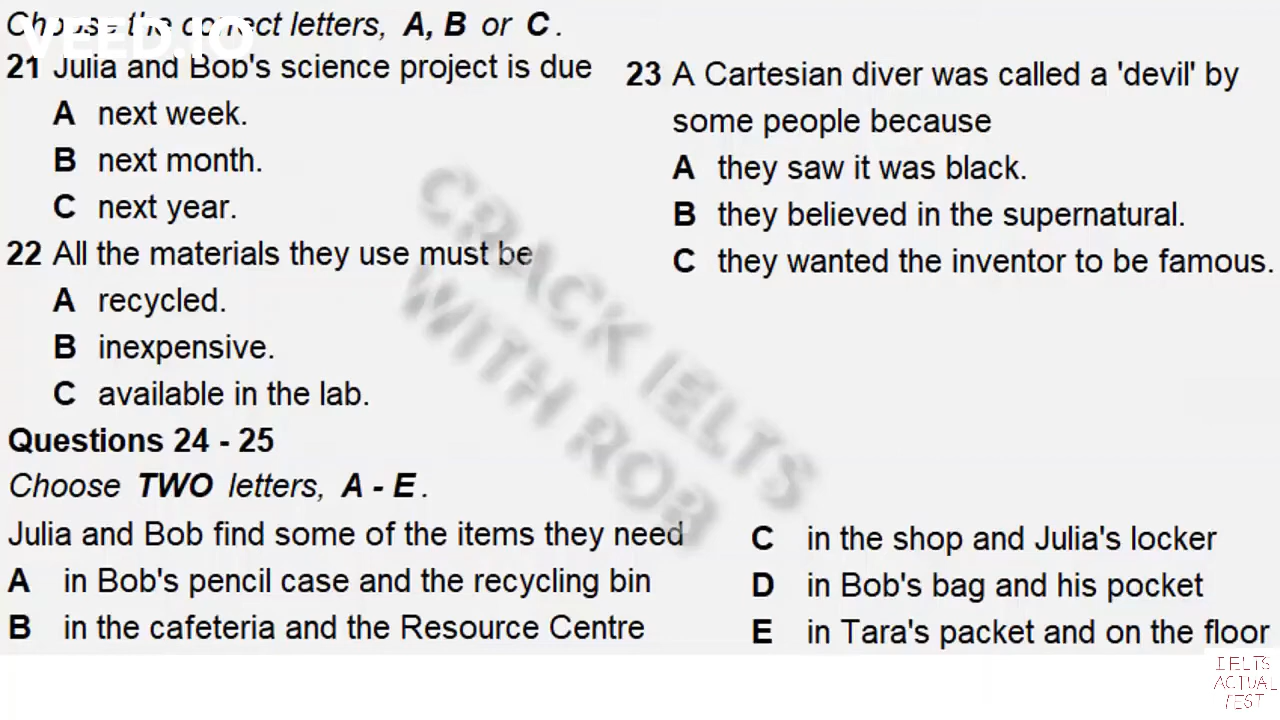 Choose the correct letters, A, B or C.
VEED.IO
21 Julia and Bob's science project is due
A next week.
B next month.
C next year.
22 All the materials they use must be
A recycled.
B inexpensive.
C available in the lab.
23 A Cartesian diver was called a 'devil' by
some people because
A they saw it was black.
B they believed in the supernatural.
C they wanted the inventor to be famous.
CRACK IELTS
WITH ROB
Questions 24 - 25
Choose TWO letters, A - E.
Julia and Bob find some of the items they need
A in Bob's pencil case and the recycling bin
B in the cafeteria and the Resource Centre
C in the shop and Julia's locker
D in Bob's bag and his pocket
E in Tara's packet and on the floor
IELTS
ACTUAL
TEST